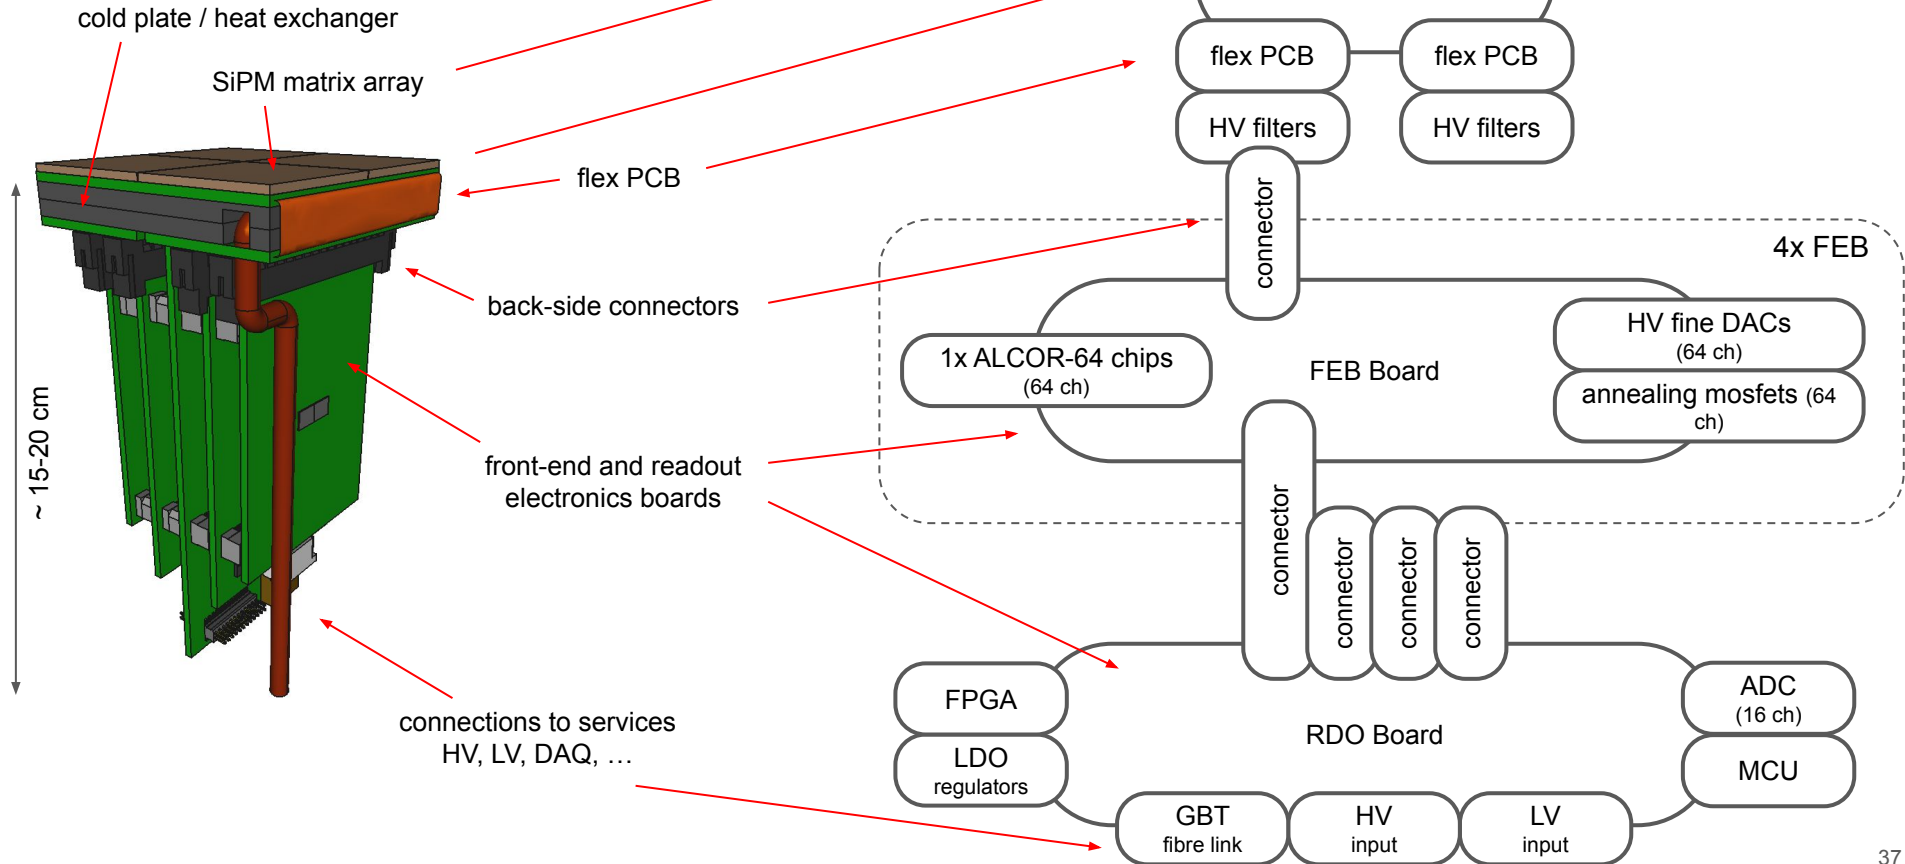 cold plate / heat exchanger
SiPM matrix array
flex PCB
back-side connectors
front-end and readout
electronics boards
connections to services
HV, LV, DAQ, …
~ 15-20 cm
flex PCB
flex PCB
HV filters
HV filters
connector
4x FEB
1x ALCOR-64 chips
(64 ch)
FEB Board
HV fine DACs
(64 ch)
annealing mosfets (64
ch)
connector
connector
connector
connector
FPGA
LDO
regulators
RDO Board
ADC
(16 ch)
MCU
GBT
fibre link
HV
input
LV
input
37